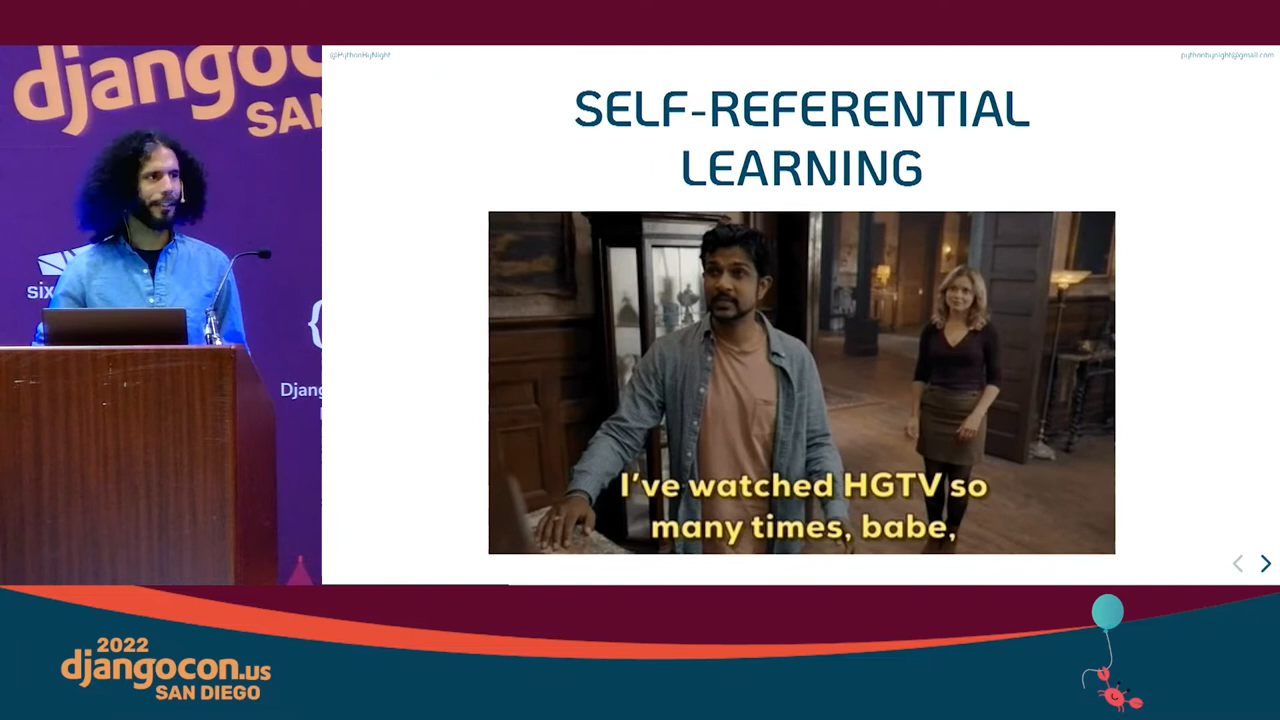 djangoc
SAN
six
{
Djang
@PythonByNight
pythonbynight@gmail.com
SELF-REFERENTIAL
LEARNING
I've watched HGTV so
many times, babe,
2022
djangocon.us
SAN DIEGO